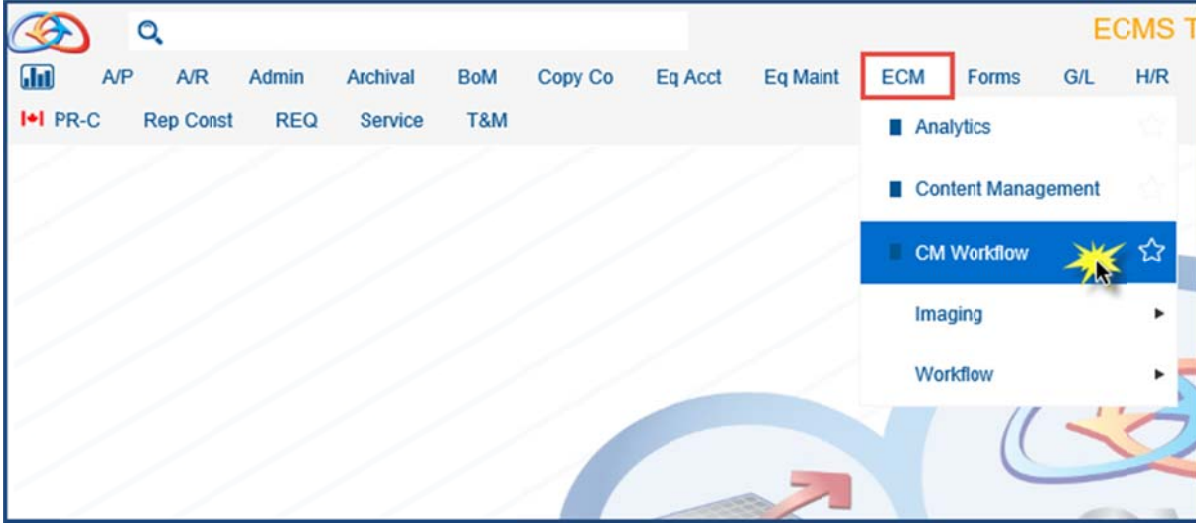 ECMS T
A/P A/R Admin Archival BoM Copy Co Eq Acct Eq Maint ECM Forms G/L H/R
PR-C Rep Const REQ Service T&M
Analytics
Content Management
CM Workflow
Imaging
Workflow